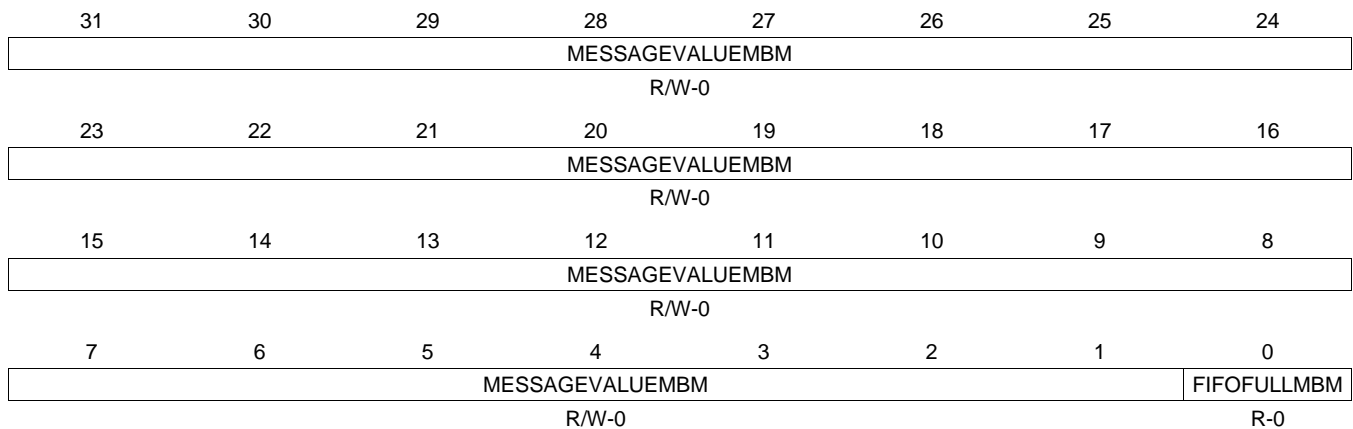 31 30 29 28 27 26 25 24
MESSAGEVALUEMBM
R/W-0
23 22 21 20 19 18 17 16
MESSAGEVALUEMBM
R/W-0
15 14 13 12 11 10 9 8
MESSAGEVALUEMBM
R/W-0
7 6 5 4 3 2 1 0
MESSAGEVALUEMBM FIFOFULLMBM
R/W-0 R-0